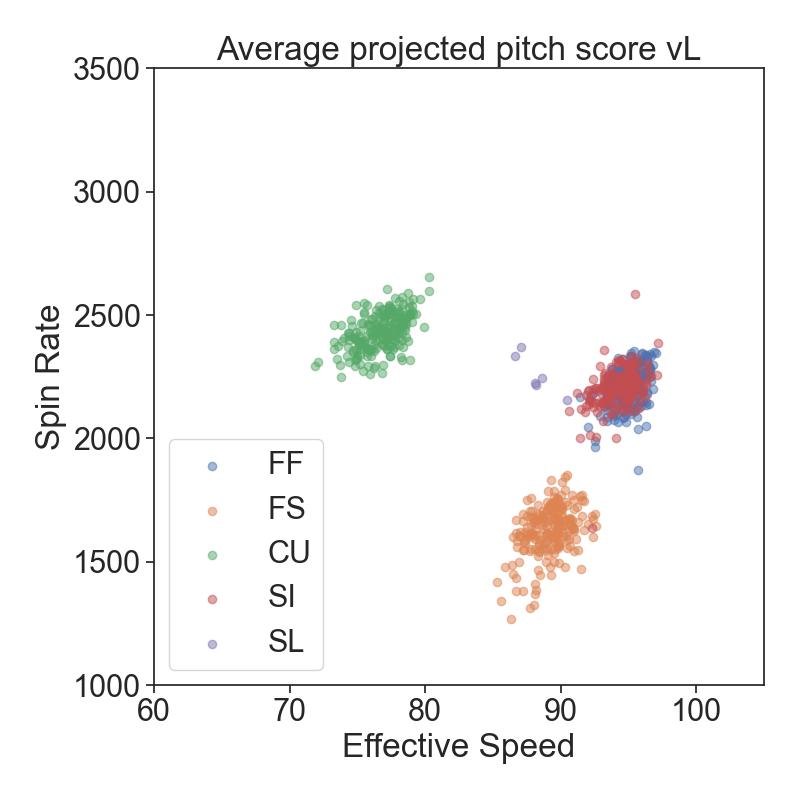 Average projected pitch score vL
3500
3000
2500
2000
1500
1000
Spin Rate
FF
FS
CU
SI
SL
60 70 80 90 100
Effective Speed